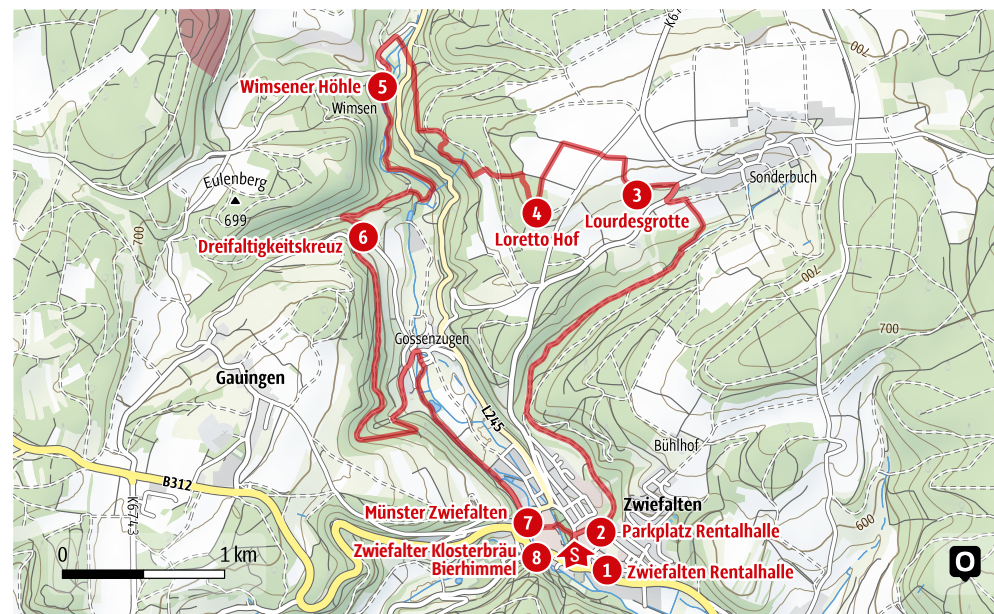 K67
700
Wimsener Höhle
5
Wimsen
Sonderbuch
Eulenberg
699
3
Lourdesgrotte
4
Loretto Hof
700
6
Dreifaltigkeitskreuz
700
700
Gossenzugen
Gauingen
L245
Bühlhof
B312
K6743
Zwiefalten
Münster Zwiefalten
7
2
Parkplatz Rentalhalle
600
Zwiefalter Klosterbräu
Bierhimmel
8
S
1
Zwiefalten Rentalhalle
0
1 km
O